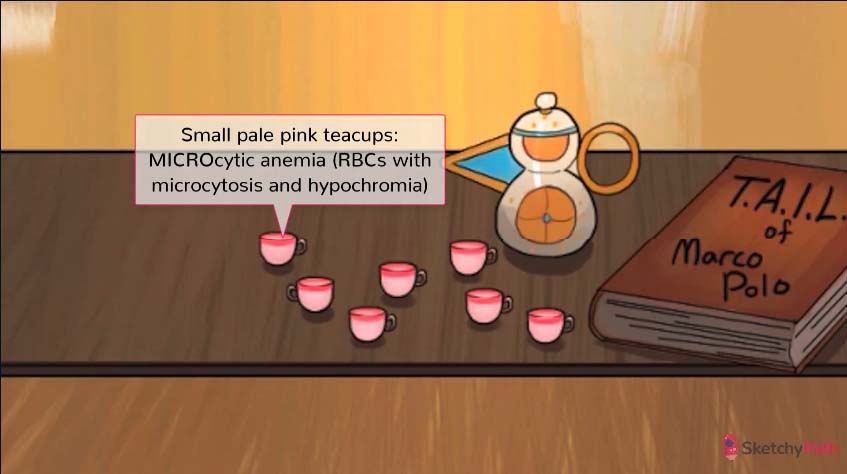 Small pale pink teacups:
MICROcytic anemia (RBCs with
microcytosis and hypochromia)
T.A.I.L.
of
Marco
Polo
SketchyPath